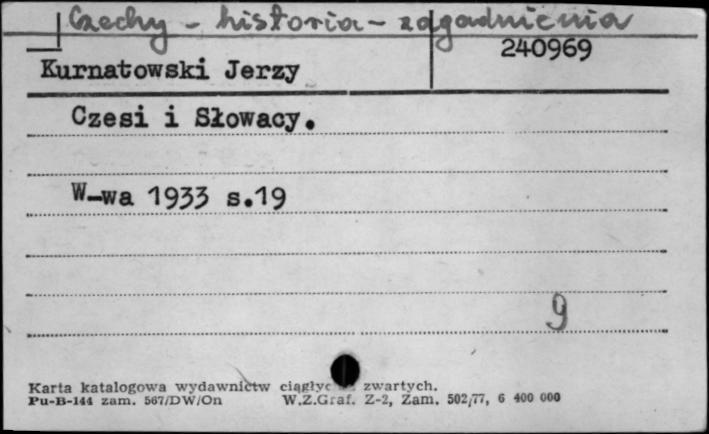 Czechy - historia - zagadnienia
240969
Kurnatowski Jerzy
Czesi i Słowacy.
W-wa 1933 s.19
9
Karta katalogowa wydawnictw zwartych.
Pu-B-144 zam. 567/DW/On W.Z.Graf. Z-2, Zam. 502/77, 6 400 000